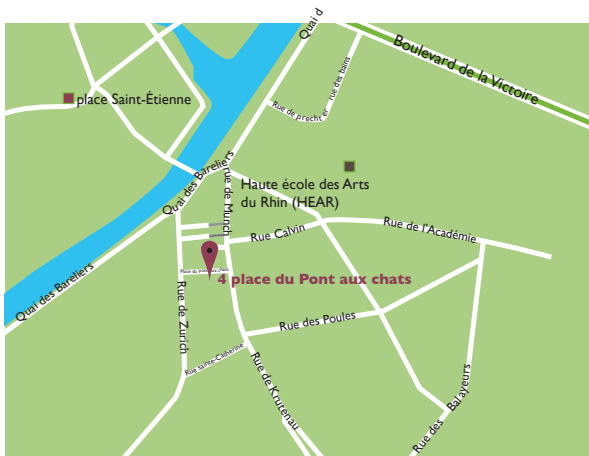 Quai d
Boulevard de la Victoire
place Saint-Étienne
rue des bains
Rue de prechter
Quai des Bareliers
rue de Munch
Haute école des Arts
du Rhin (HEAR)
Rue Calvin
Rue de l'Académie
Place du Pont aux chats
4 place du Pont aux chats
Quai des Bareliers
Rue de Zurich
Rue des Poules
Rue sainte-Catherine
Rue de Krutenau
Rue des Balayeurs